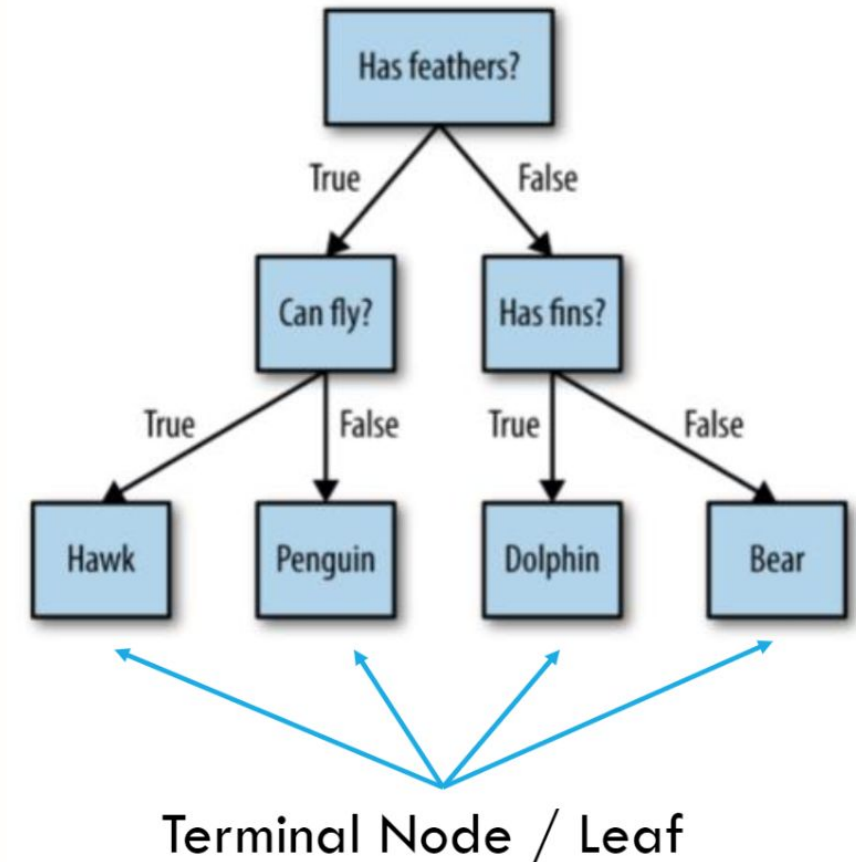 Has feathers?
True
False
Can fly?
Has fins?
True
False
True
False
Hawk
Penguin
Dolphin
Bear
Terminal Node / Leaf